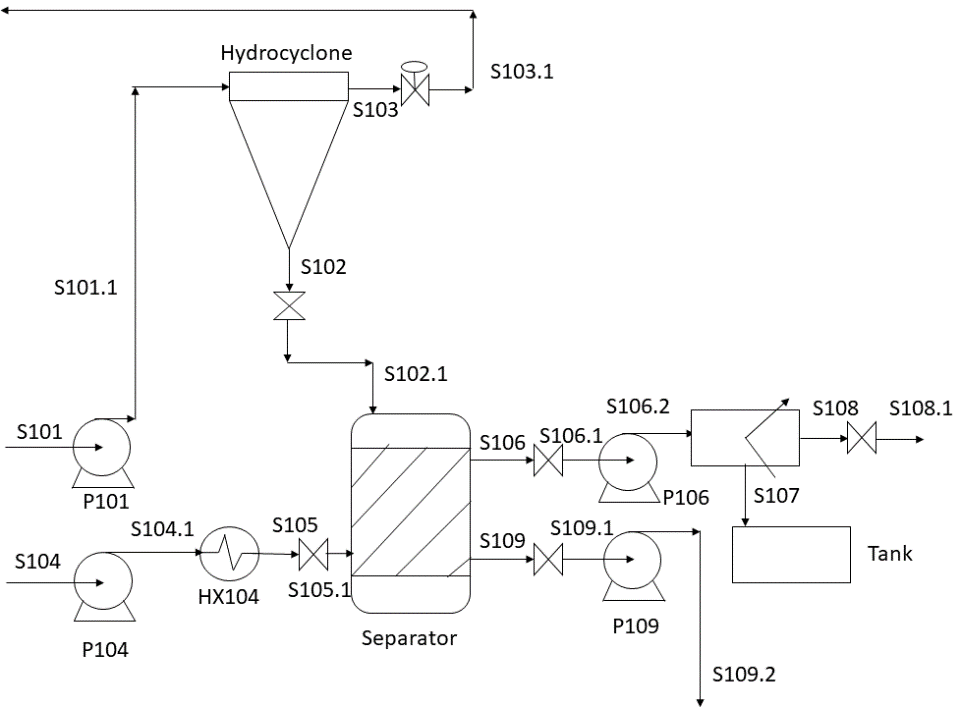 Hydrocyclone
S103.1
S103
S102
S101.1
S102.1
S101
P101
S106
S106.1
S106.2
P106
S108
S108.1
S107
Tank
S104
S104.1
P104
HX104
S105
S105.1
Separator
S109
S109.1
P109
S109.2